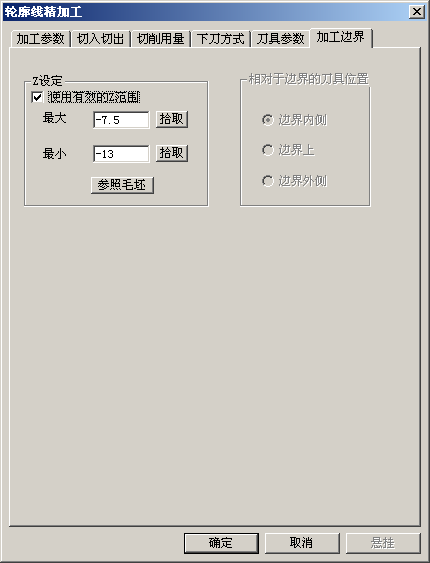 轮廓线精加工
加工参数 切入切出 切削用量 下刀方式 刀具参数 加工边界
Z设定
使用有效的Z范围
最大 -7.5 拾取
最小 -13 拾取
参照毛坯
相对于边界的刀具位置
边界内侧
边界上
边界外侧
确定 取消 悬挂